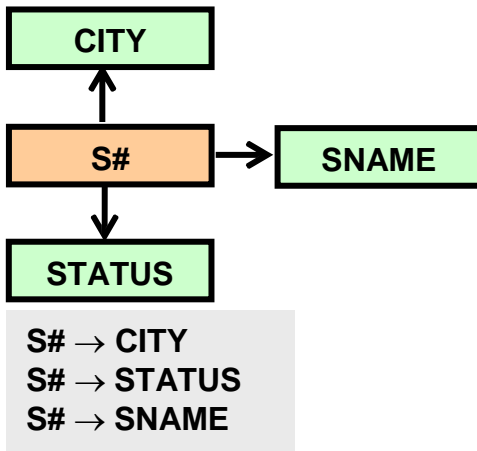 CITY
S#
SNAME
STATUS
S# → CITY
S# → STATUS
S# → SNAME